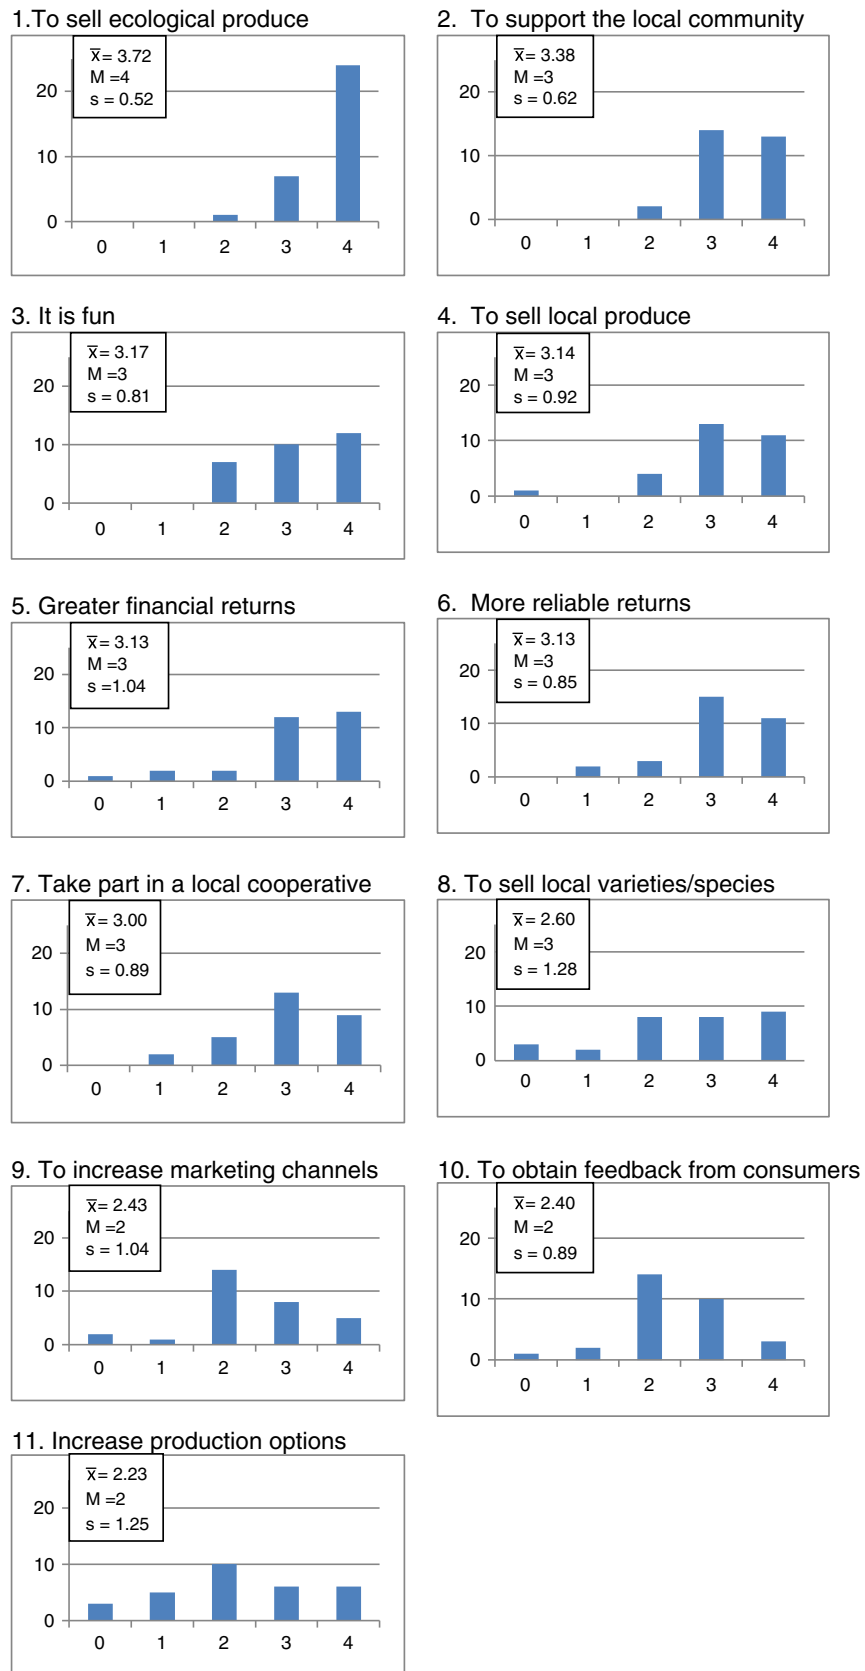 1.To sell ecological produce
x̅= 3.72
M =4
s = 0.52
20
10
0
0 1 2 3 4
2. To support the local community
x̅= 3.38
M =3
s = 0.62
20
10
0
0 1 2 3 4
3. It is fun
x̅= 3.17
M =3
s = 0.81
20
10
0
0 1 2 3 4
4. To sell local produce
x̅= 3.14
M =3
s = 0.92
20
10
0
0 1 2 3 4
5. Greater financial returns
x̅= 3.13
M =3
s =1.04
20
10
0
0 1 2 3 4
6. More reliable returns
x̅= 3.13
M =3
s = 0.85
20
10
0
0 1 2 3 4
7. Take part in a local cooperative
x̅= 3.00
M =3
s = 0.89
20
10
0
0 1 2 3 4
8. To sell local varieties/species
x̅= 2.60
M =3
s = 1.28
20
10
0
0 1 2 3 4
9. To increase marketing channels
x̅= 2.43
M =2
s = 1.04
20
10
0
0 1 2 3 4
10. To obtain feedback from consumers
x̅= 2.40
M =2
s = 0.89
20
10
0
0 1 2 3 4
11. Increase production options
x̅= 2.23
M =2
s = 1.25
20
10
0
0 1 2 3 4